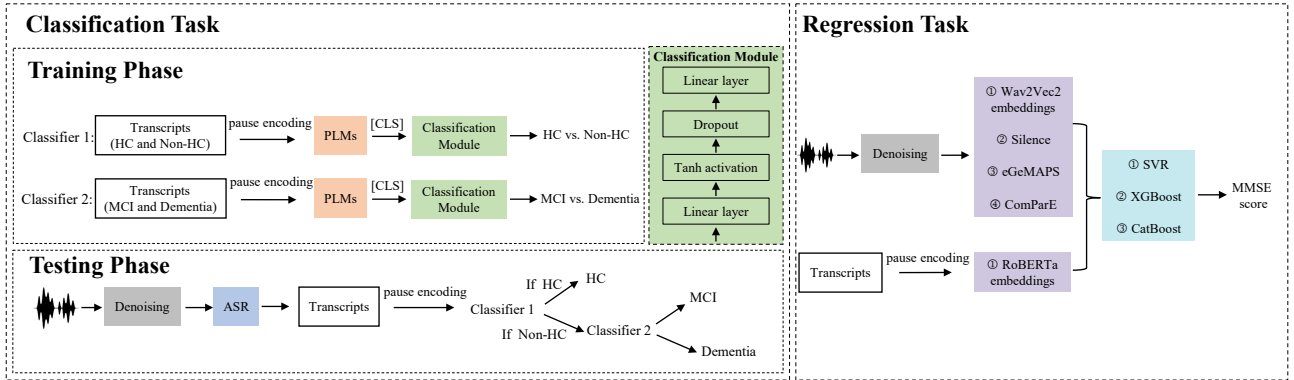 Classification Task
Training Phase
Classifier 1:
Transcripts
(HC and Non-HC)
pause encoding
PLMs
[CLS]
Classification
Module
HC vs. Non-HC
Classifier 2:
Transcripts
(MCI and Dementia)
pause encoding
PLMs
[CLS]
Classification
Module
MCI vs. Dementia
Classification Module
Linear layer
Dropout
Tanh activation
Linear layer
Testing Phase
Denoising
ASR
Transcripts
pause encoding
Classifier 1
If HC
HC
If Non-HC
Classifier 2
MCI
Dementia
Regression Task
Denoising
① Wav2Vec2
embeddings
② Silence
③ eGeMAPS
④ ComParE
Transcripts
pause encoding
① RoBERTa
embeddings
① SVR
② XGBoost
③ CatBoost
MMSE
score